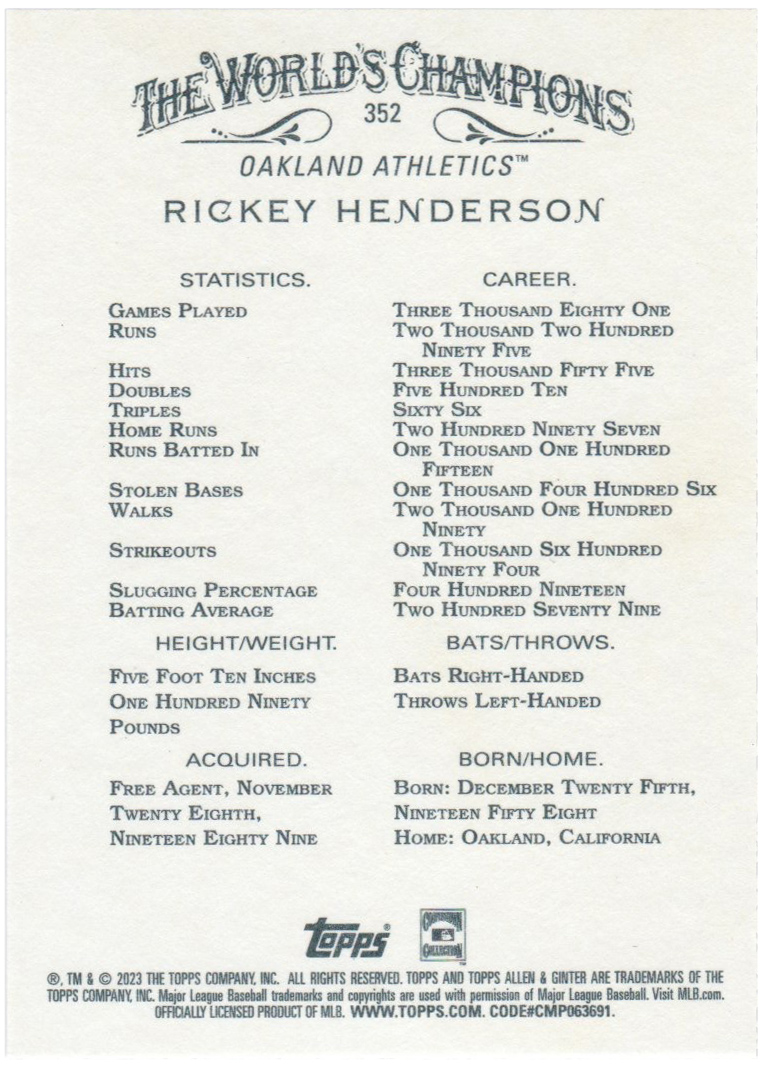 THE WORLD'S CHAMPIONS
352
OAKLAND ATHLETICS™
RICKEY HENDERSON
STATISTICS. CAREER.
GAMES PLAYED THREE THOUSAND EIGHTY ONE
RUNS TWO THOUSAND TWO HUNDRED
NINETY FIVE
HITS THREE THOUSAND FIFTY FIVE
DOUBLES FIVE HUNDRED TEN
TRIPLES SIXTY SIX
HOME RUNS TWO HUNDRED NINETY SEVEN
RUNS BATTED IN ONE THOUSAND ONE HUNDRED
FIFTEEN
STOLEN BASES ONE THOUSAND FOUR HUNDRED SIX
WALKS TWO THOUSAND ONE HUNDRED
NINETY
STRIKEOUTS ONE THOUSAND SIX HUNDRED
NINETY FOUR
SLUGGING PERCENTAGE FOUR HUNDRED NINETEEN
BATTING AVERAGE TWO HUNDRED SEVENTY NINE
HEIGHT/WEIGHT. BATS/THROWS.
FIVE FOOT TEN INCHES BATS RIGHT-HANDED
ONE HUNDRED NINETY THROWS LEFT-HANDED
POUNDS
ACQUIRED. BORN/HOME.
FREE AGENT, NOVEMBER BORN: DECEMBER TWENTY FIFTH,
TWENTY EIGHTH, NINETEEN FIFTY EIGHT
NINETEEN EIGHTY NINE HOME: OAKLAND, CALIFORNIA
topps® COOPERSTOWN
COLLECTION™
®, TM & © 2023 THE TOPPS COMPANY, INC. ALL RIGHTS RESERVED. TOPPS AND TOPPS ALLEN & GINTER ARE TRADEMARKS OF THE
TOPPS COMPANY, INC. Major League Baseball trademarks and copyrights are used with permission of Major League Baseball. Visit MLB.com.
OFFICIALLY LICENSED PRODUCT OF MLB. WWW.TOPPS.COM. CODE#CMP063691.